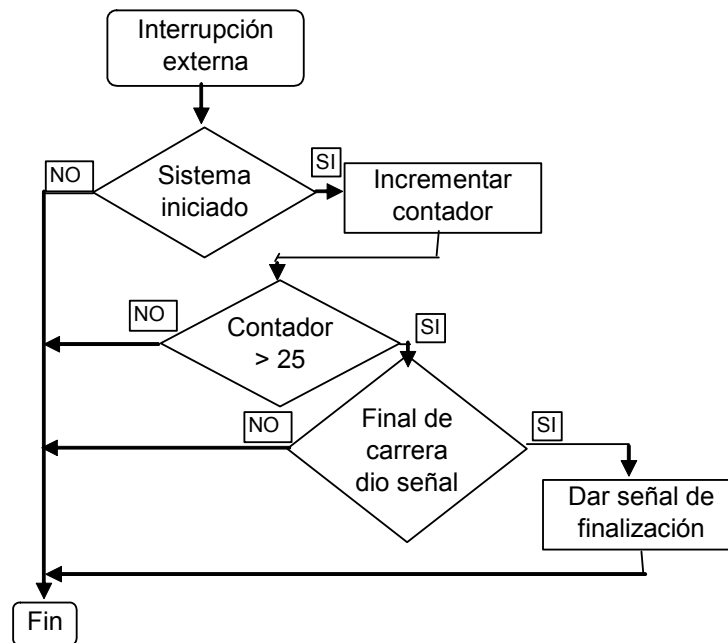 Interrupción
externa
NO
SI
Sistema
iniciado
Incrementar
contador
NO
SI
Contador
> 25
NO
SI
Final de
carrera
dio señal
Dar señal de
finalización
Fin